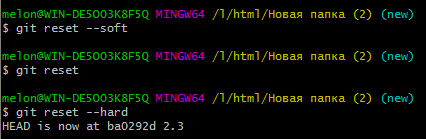 melon@WIN-DE5OO3K8F5Q MINGW64 /l/html/Новая папка (2) (new)
$ git reset --soft
melon@WIN-DE5OO3K8F5Q MINGW64 /l/html/Новая папка (2) (new)
$ git reset
melon@WIN-DE5OO3K8F5Q MINGW64 /l/html/Новая папка (2) (new)
$ git reset --hard
HEAD is now at ba0292d 2.3